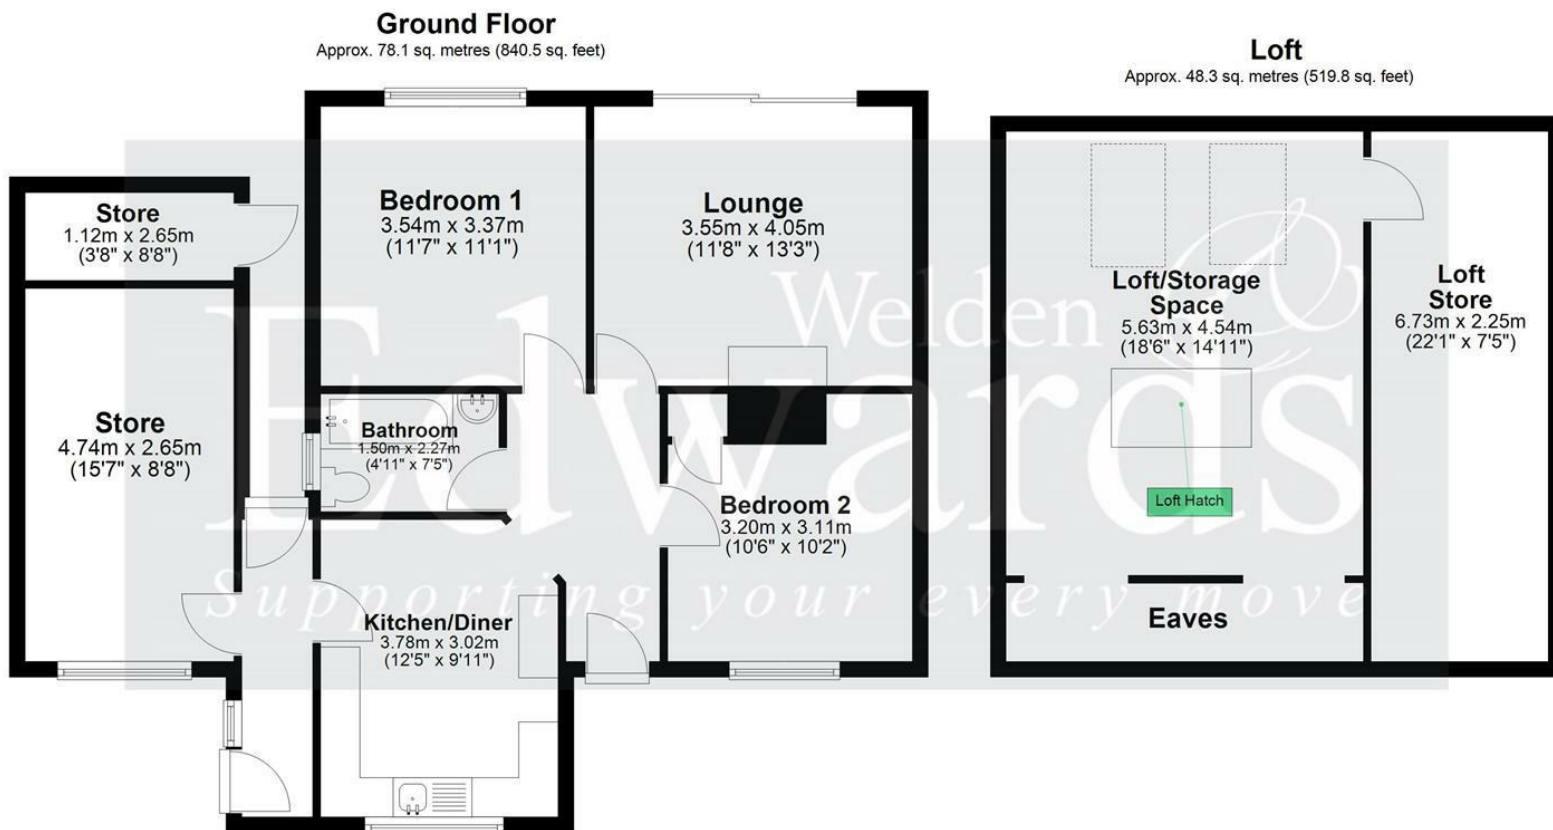 Ground Floor
Approx. 78.1 sq. metres (840.5 sq. feet)
Loft
Approx. 48.3 sq. metres (519.8 sq. feet)
Store
1.12m x 2.65m
(3'8" x 8'8")
Bedroom 1
3.54m x 3.37m
(11'7" x 11'1")
Lounge
3.55m x 4.05m
(11'8" x 13'3")
Loft/Storage
Space
5.63m x 4.54m
(18'6" x 14'11")
Loft
Store
6.73m x 2.25m
(22'1" x 7'5")
Store
4.74m x 2.65m
(15'7" x 8'8")
Bathroom
1.50m x 2.27m
(4'11" x 7'5")
Bedroom 2
3.20m x 3.11m
(10'6" x 10'2")
Loft Hatch
Kitchen/Diner
3.78m x 3.02m
(12'5" x 9'11")
Eaves
Welden &
Edwards
Supporting your every move